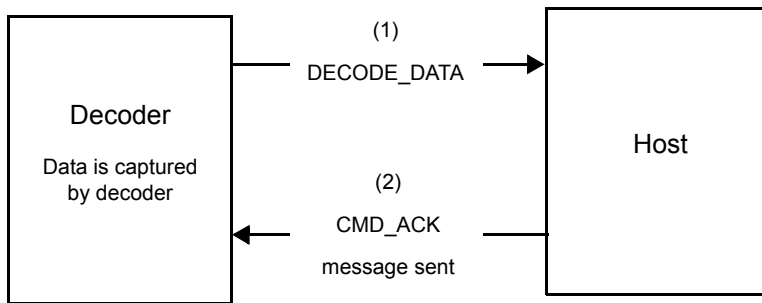 (1)
DECODE_DATA
Decoder
Data is captured
by decoder
Host
(2)
CMD_ACK
message sent